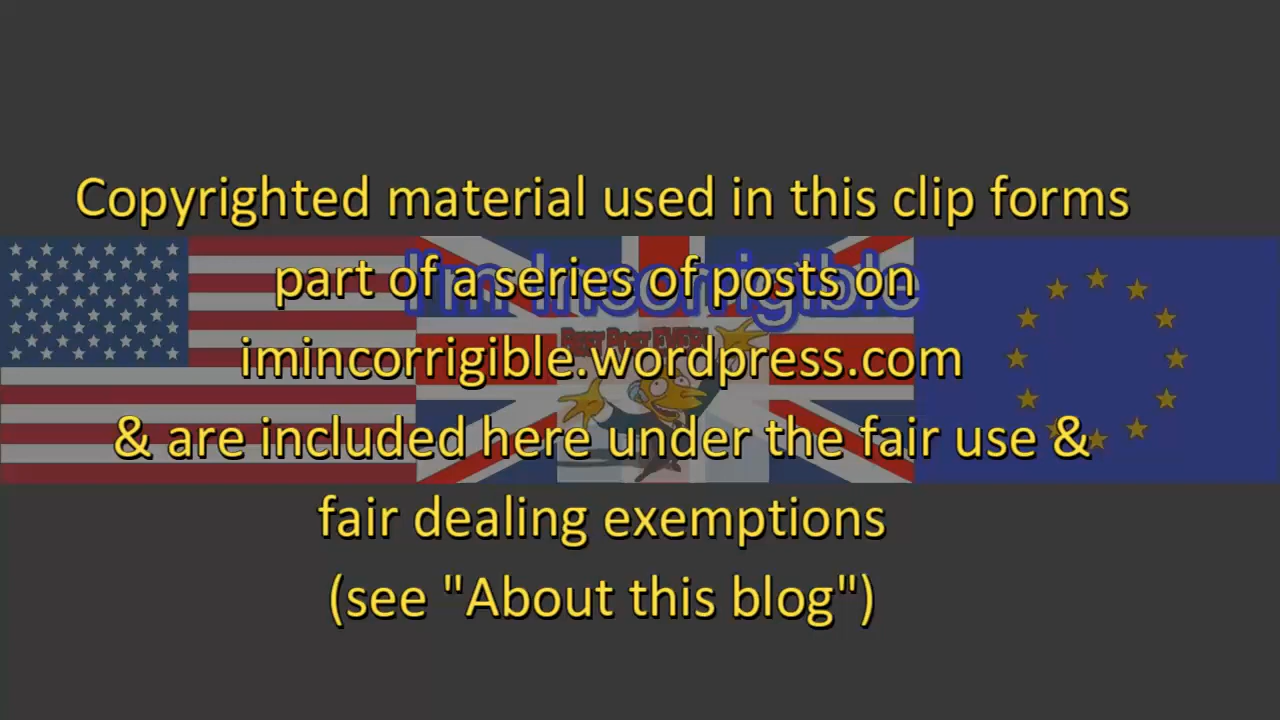 Copyrighted material used in this clip forms
I'm Incorrigible
part of a series of posts on
imincorrigible.wordpress.com
& are included here under the fair use &
fair dealing exemptions
(see "About this blog")